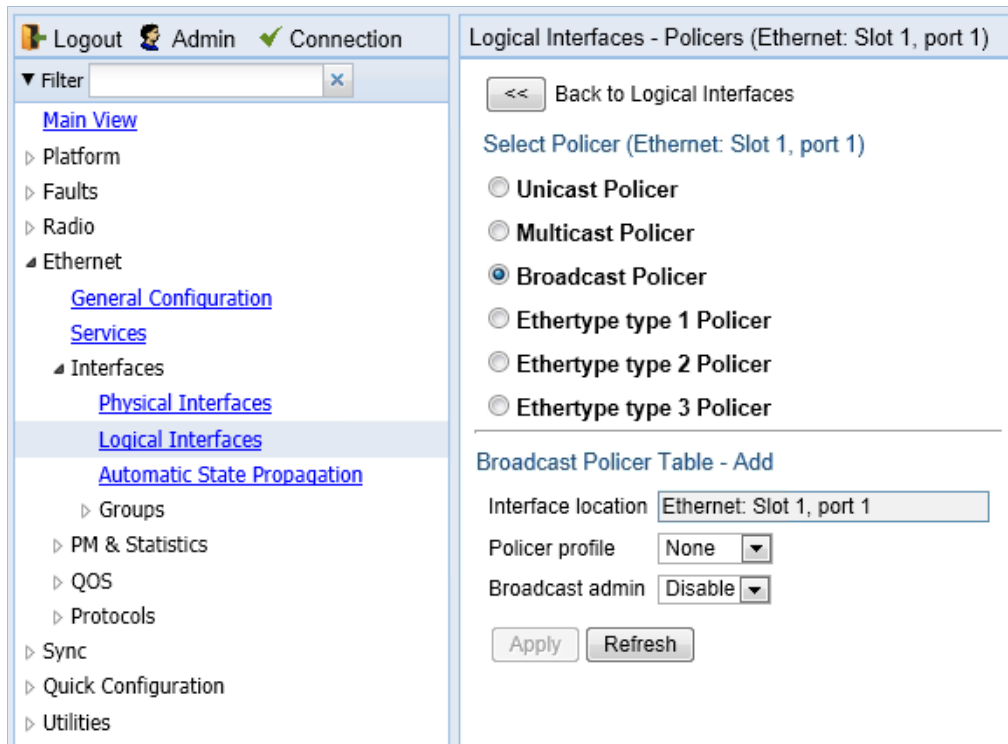 Logout Admin Connection
Filter
Main View
Platform
Faults
Radio
Ethernet
General Configuration
Services
Interfaces
Physical Interfaces
Logical Interfaces
Automatic State Propagation
Groups
PM & Statistics
QOS
Protocols
Sync
Quick Configuration
Utilities
Logical Interfaces - Policers (Ethernet: Slot 1, port 1)
<< Back to Logical Interfaces
Select Policer (Ethernet: Slot 1, port 1)
Unicast Policer
Multicast Policer
Broadcast Policer
Ethertype type 1 Policer
Ethertype type 2 Policer
Ethertype type 3 Policer
Broadcast Policer Table - Add
Interface location Ethernet: Slot 1, port 1
Policer profile None
Broadcast admin Disable
Apply Refresh